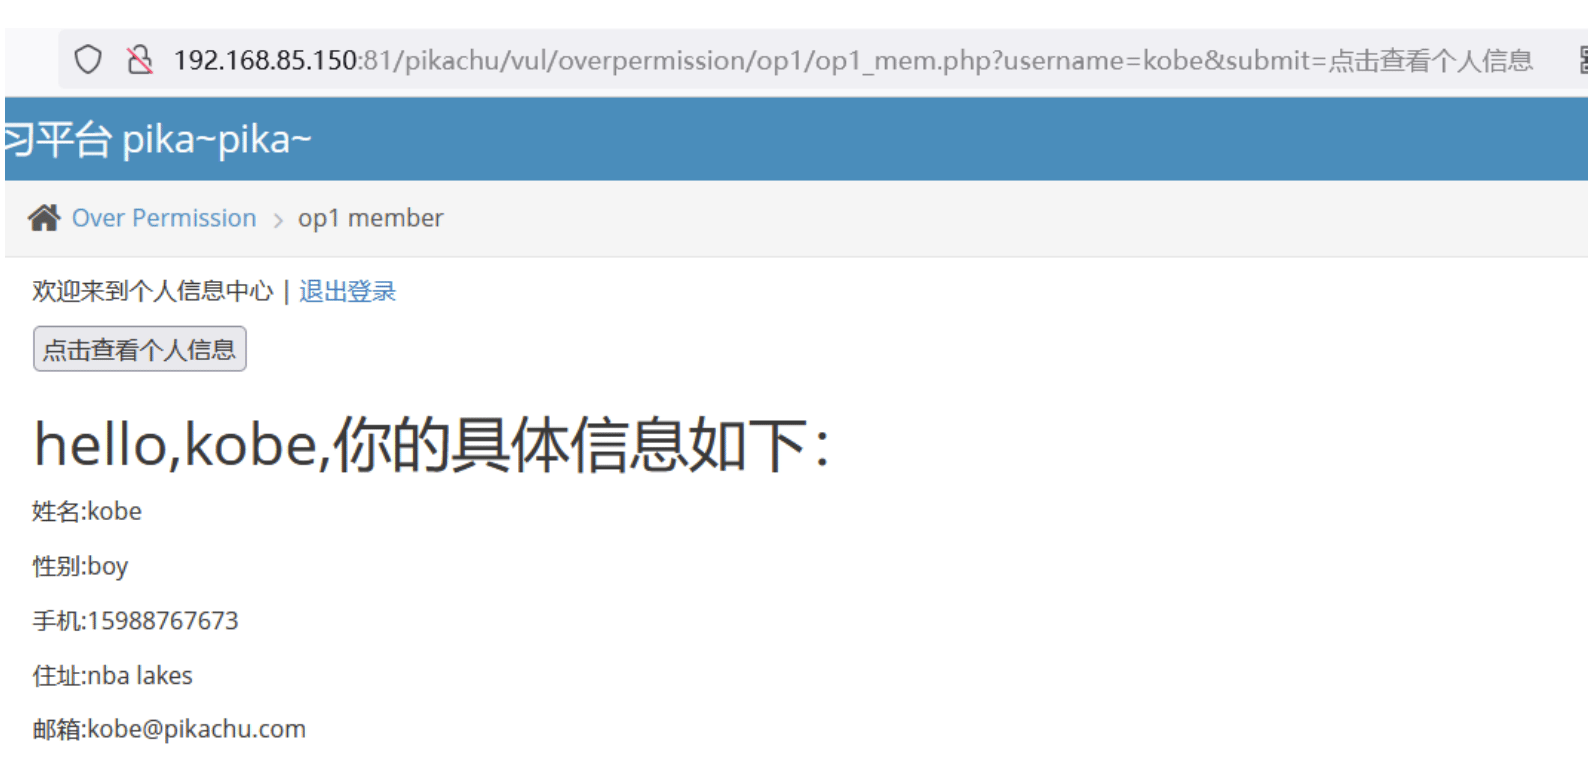 192.168.85.150:81/pikachu/vul/overpermission/op1/op1_mem.php?username=kobe&submit=点击查看个人信息
习平台 pika~pika~
Over Permission > op1 member
欢迎来到个人信息中心 | 退出登录
点击查看个人信息
hello,kobe,你的具体信息如下：
姓名:kobe
性别:boy
手机:15988767673
住址:nba lakes
邮箱:kobe@pikachu.com